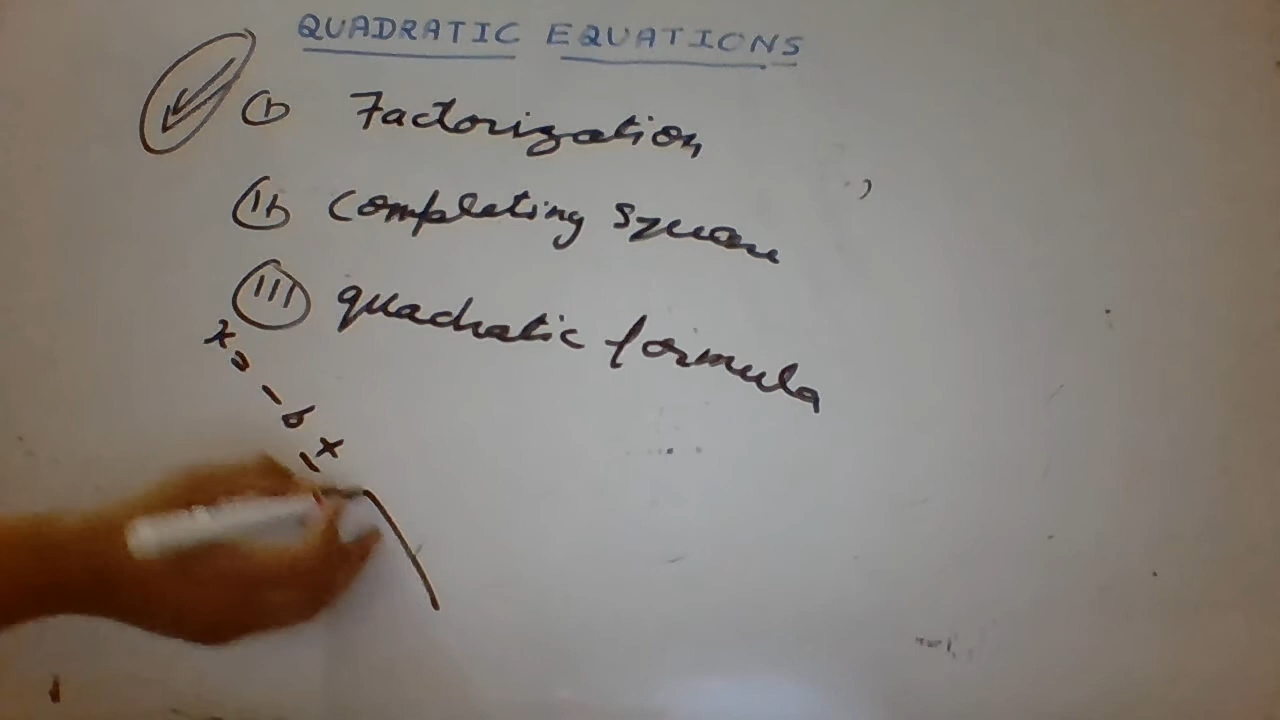 QUADRATIC EQUATIONS
(i) Factorization
(ii) completing square
(iii) quadratic formula
x = - b ± √